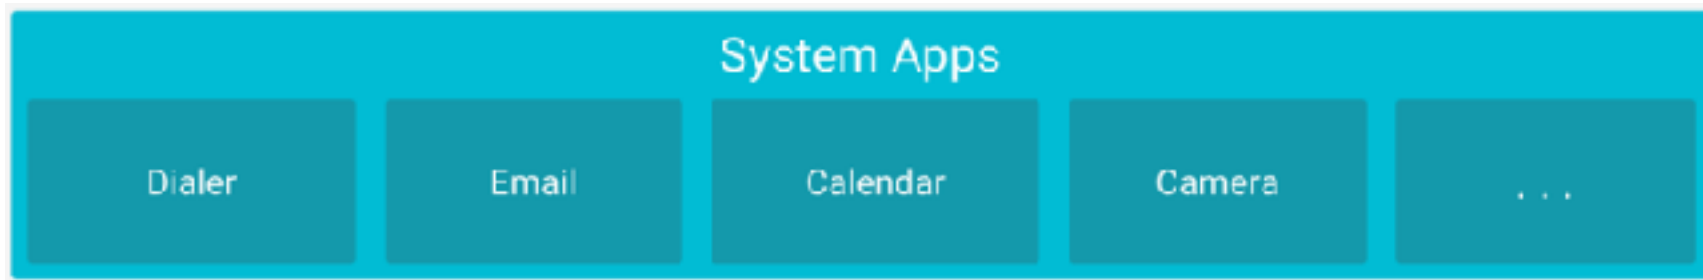 System Apps
Dialer Email Calendar Camera . . .